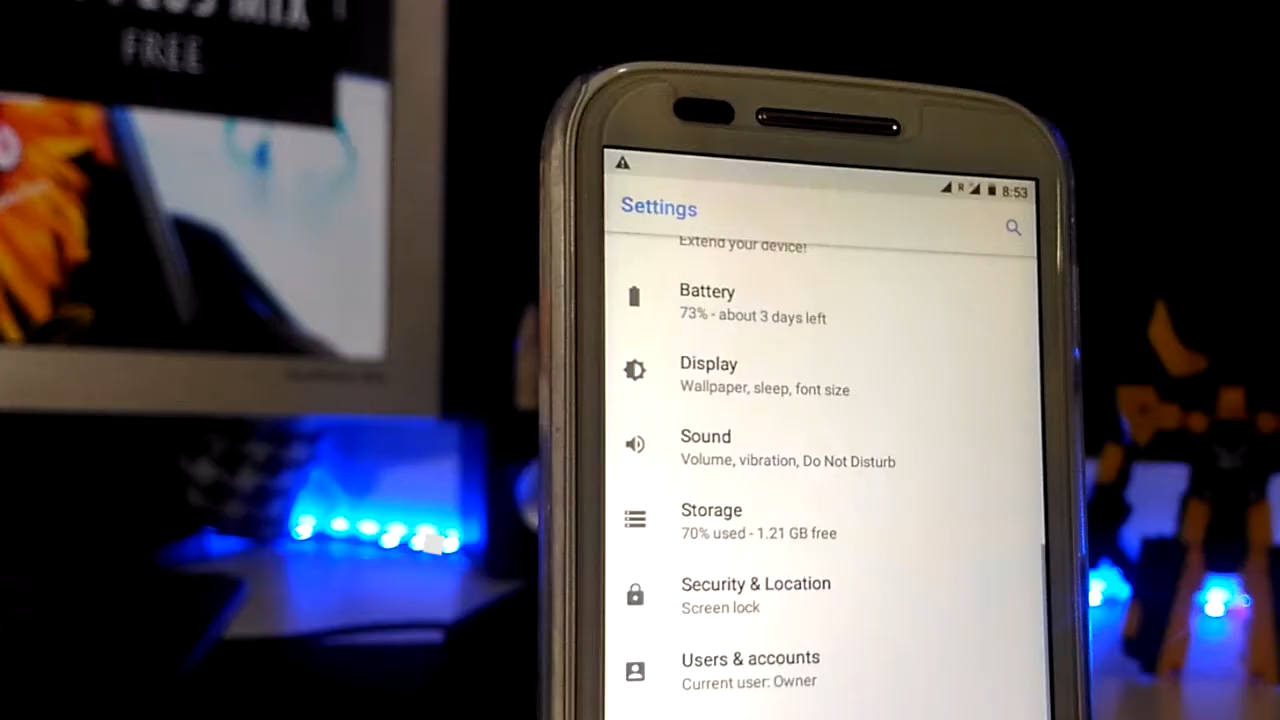 MIX
FREE
R 8:53
Settings
Extend your device!
Battery
73% - about 3 days left
Display
Wallpaper, sleep, font size
Sound
Volume, vibration, Do Not Disturb
Storage
70% used - 1.21 GB free
Security & Location
Screen lock
Users & accounts
Current user: Owner